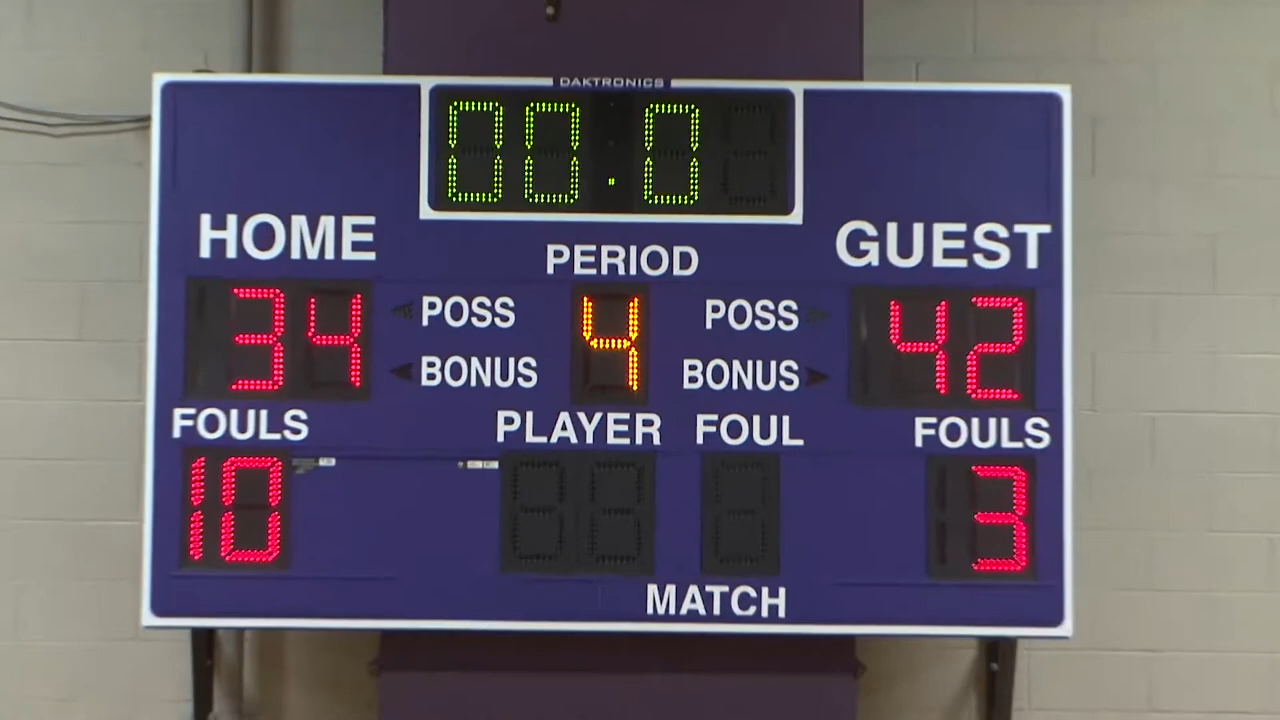 DAKTRONICS
00.0
HOME
GUEST
PERIOD
34
POSS
4
POSS
42
BONUS
BONUS
FOULS
PLAYER
FOUL
FOULS
10
3
MATCH